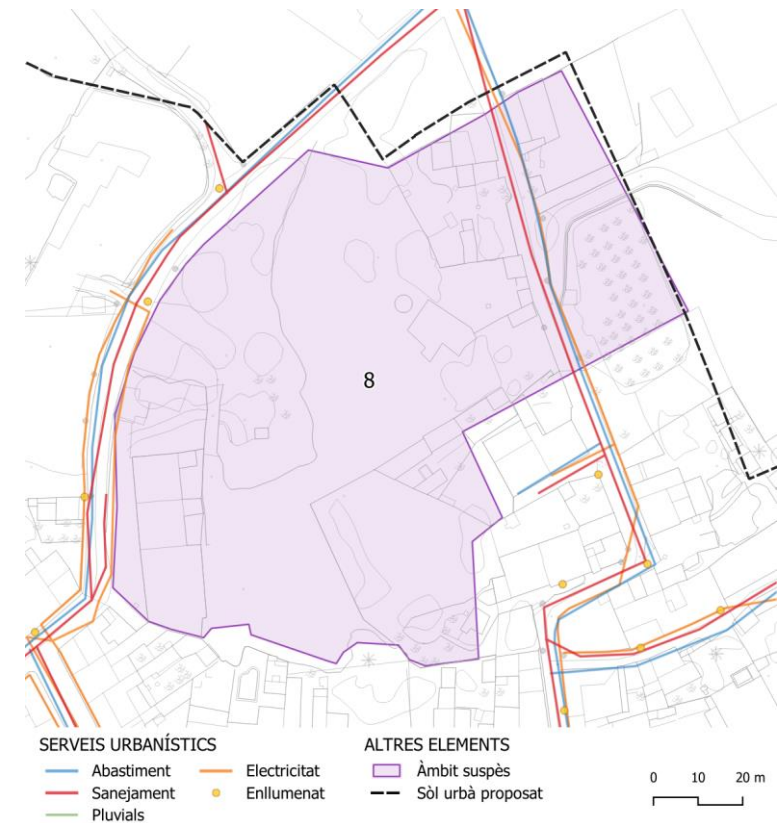 8
SERVEIS URBANÍSTICS
Abastiment
Sanejament
Pluvials
Electricitat
Enllumenat
ALTRES ELEMENTS
Àmbit suspès
Sòl urbà proposat
0 10 20 m